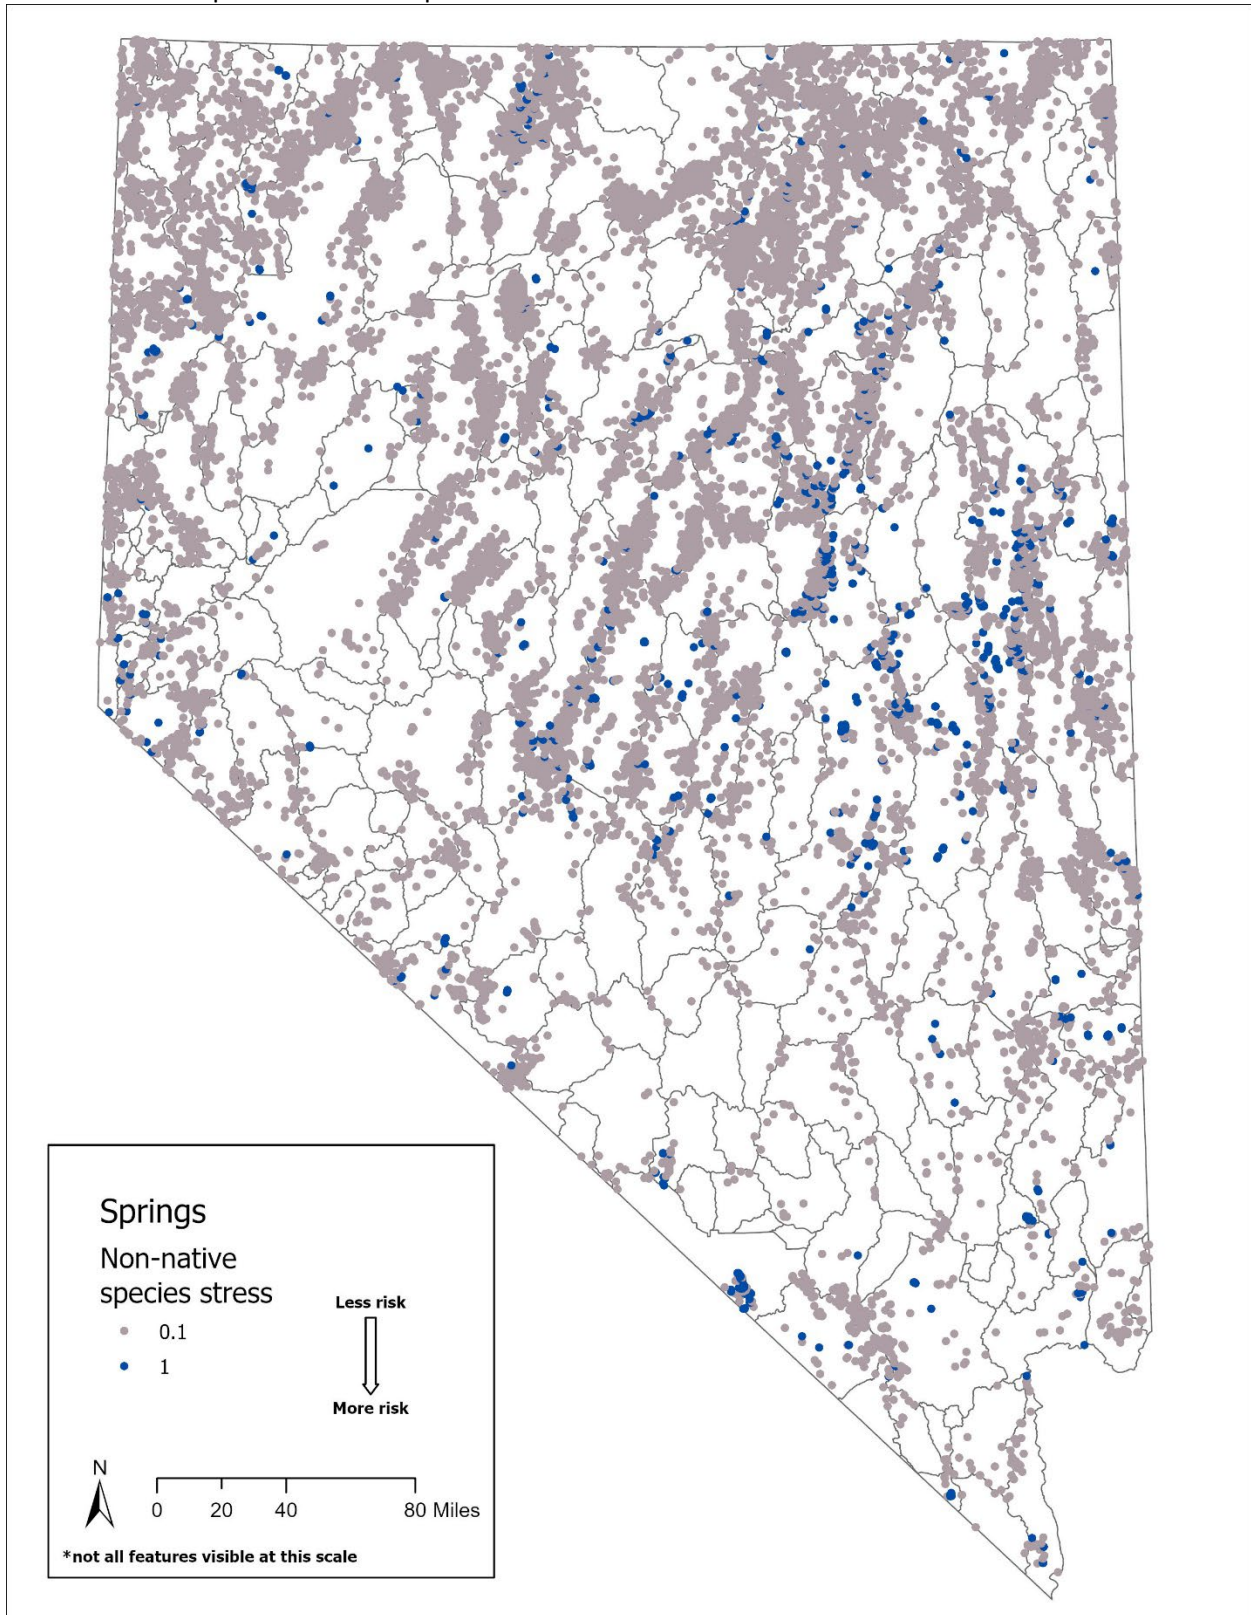 Springs
Non-native
species stress
Less risk
0.1
1
More risk
N
0 20 40 80 Miles
*not all features visible at this scale